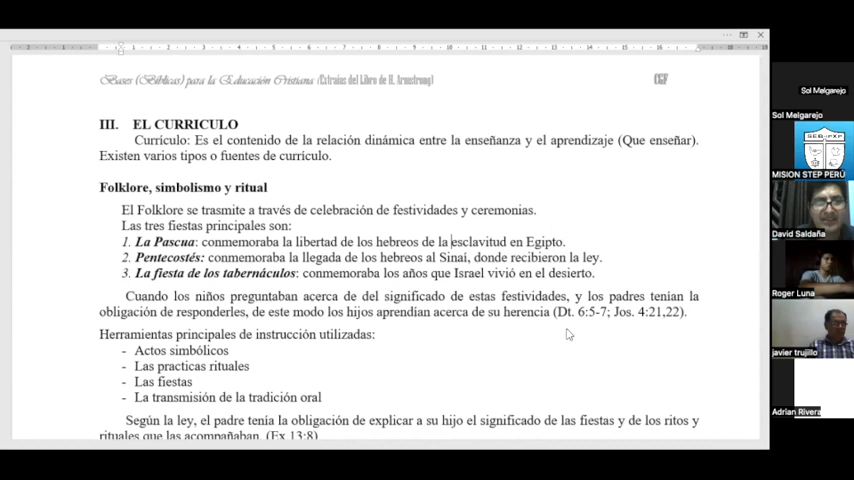 Bases (Bíblicas) para la Educación Cristiana (Extraíos del Libro de H. Armstrong)
CGF
III. EL CURRICULO
Currículo: Es el contenido de la relación dinámica entre la enseñanza y el aprendizaje (Que enseñar).
Existen varios tipos o fuentes de currículo.
Folklore, simbolismo y ritual
El Folklore se trasmite a través de celebración de festividades y ceremonias.
Las tres fiestas principales son:
1. La Pascua: conmemoraba la libertad de los hebreos de la esclavitud en Egipto.
2. Pentecostés: conmemoraba la llegada de los hebreos al Sinaí, donde recibieron la ley.
3. La fiesta de los tabernáculos: conmemoraba los años que Israel vivió en el desierto.
Cuando los niños preguntaban acerca de del significado de estas festividades, y los padres tenían la
obligación de responderles, de este modo los hijos aprendían acerca de su herencia (Dt. 6:5-7; Jos. 4:21,22).
Herramientas principales de instrucción utilizadas:
- Actos simbólicos
- Las practicas rituales
- Las fiestas
- La transmisión de la tradición oral
Según la ley, el padre tenía la obligación de explicar a su hijo el significado de las fiestas y de los ritos y
rituales que las acompañaban. (Ex 13:8)
Sol Melgarejo
Sol Melgarejo
MISION STEP PERÚ
David Saldaña
Roger Luna
javier trujillo
Adrian Rivera